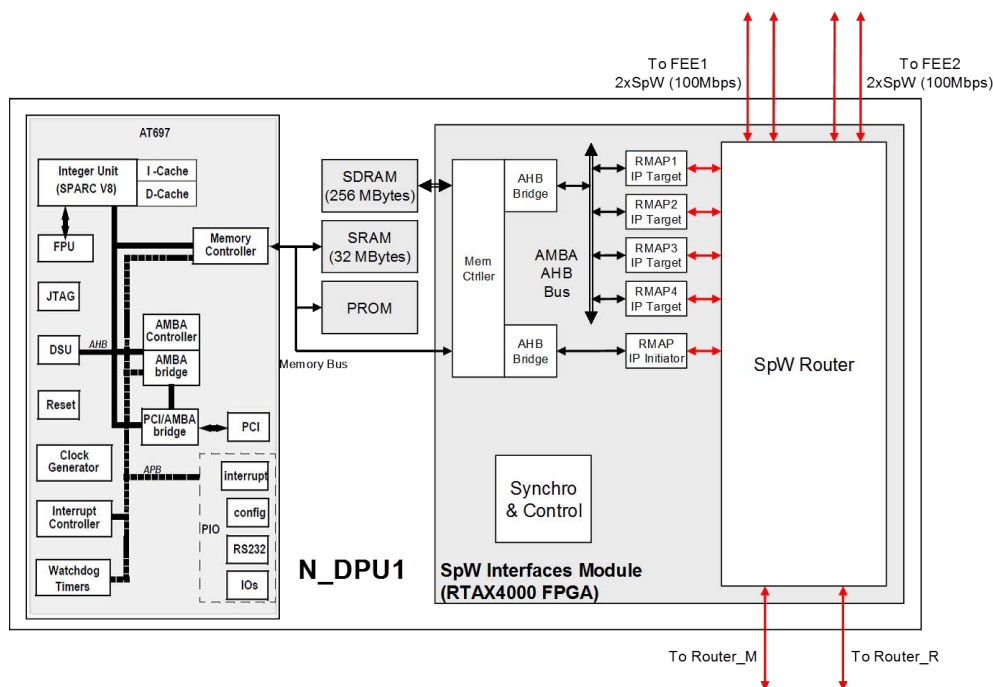 To FEE1
2xSpW (100Mbps)
To FEE2
2xSpW (100Mbps)
AT697
Integer Unit
(SPARC V8)
I -Cache
D-Cache
FPU
Memory
Controller
JTAG
AMBA
Controller
DSU
AHB
AMBA
bridge
Reset
PCI/AMBA
bridge
PCI
Clock
Generator
APB
interrupt
Interrupt
Controller
PIO
config
RS232
Watchdog
Timers
IOs
SDRAM
(256 MBytes)
SRAM
(32 MBytes)
PROM
Memory Bus
N_DPU1
Mem
Ctrller
AHB
Bridge
AHB
Bridge
AMBA
AHB
Bus
RMAP1
IP Target
RMAP2
IP Target
RMAP3
IP Target
RMAP4
IP Target
RMAP
IP Initiator
SpW Router
Synchro
& Control
SpW Interfaces Module
(RTAX4000 FPGA)
To Router_M
To Router_R